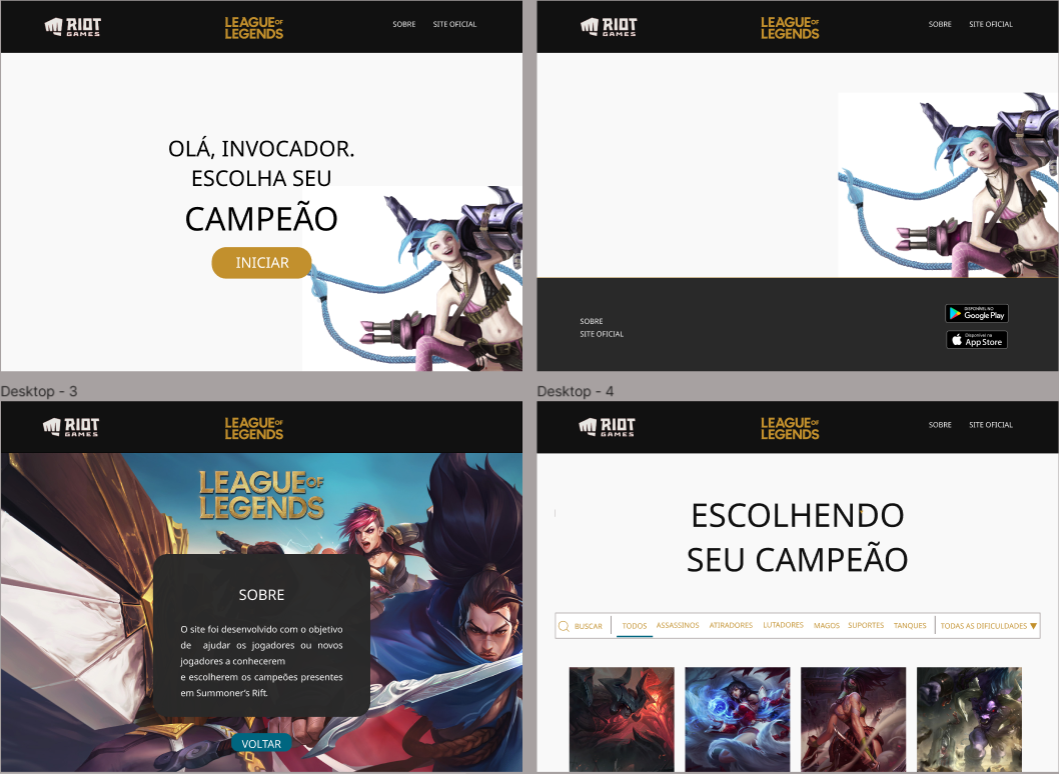 RIOT
GAMES
LEAGUE OF
LEGENDS
SOBRE
SITE OFICIAL
OLÁ, INVOCADOR.
ESCOLHA SEU
CAMPEÃO
INICIAR
RIOT
GAMES
LEAGUE OF
LEGENDS
SOBRE
SITE OFICIAL
SOBRE
SITE OFICIAL
DISPONÍVEL NO
Google Play
Disponível na
App Store
Desktop - 3
RIOT
GAMES
LEAGUE OF
LEGENDS
LEAGUE OF
LEGENDS
SOBRE
O site foi desenvolvido com o objetivo
de ajudar os jogadores ou novos
jogadores a conhecerem
e escolherem os campeões presentes
em Summoner's Rift.
VOLTAR
Desktop - 4
RIOT
GAMES
LEAGUE OF
LEGENDS
SOBRE
SITE OFICIAL
ESCOLHENDO
SEU CAMPEÃO
BUSCAR
TODOS
ASSASSINOS
ATIRADORES
LUTADORES
MAGOS
SUPORTES
TANQUES
TODAS AS DIFICULDADES